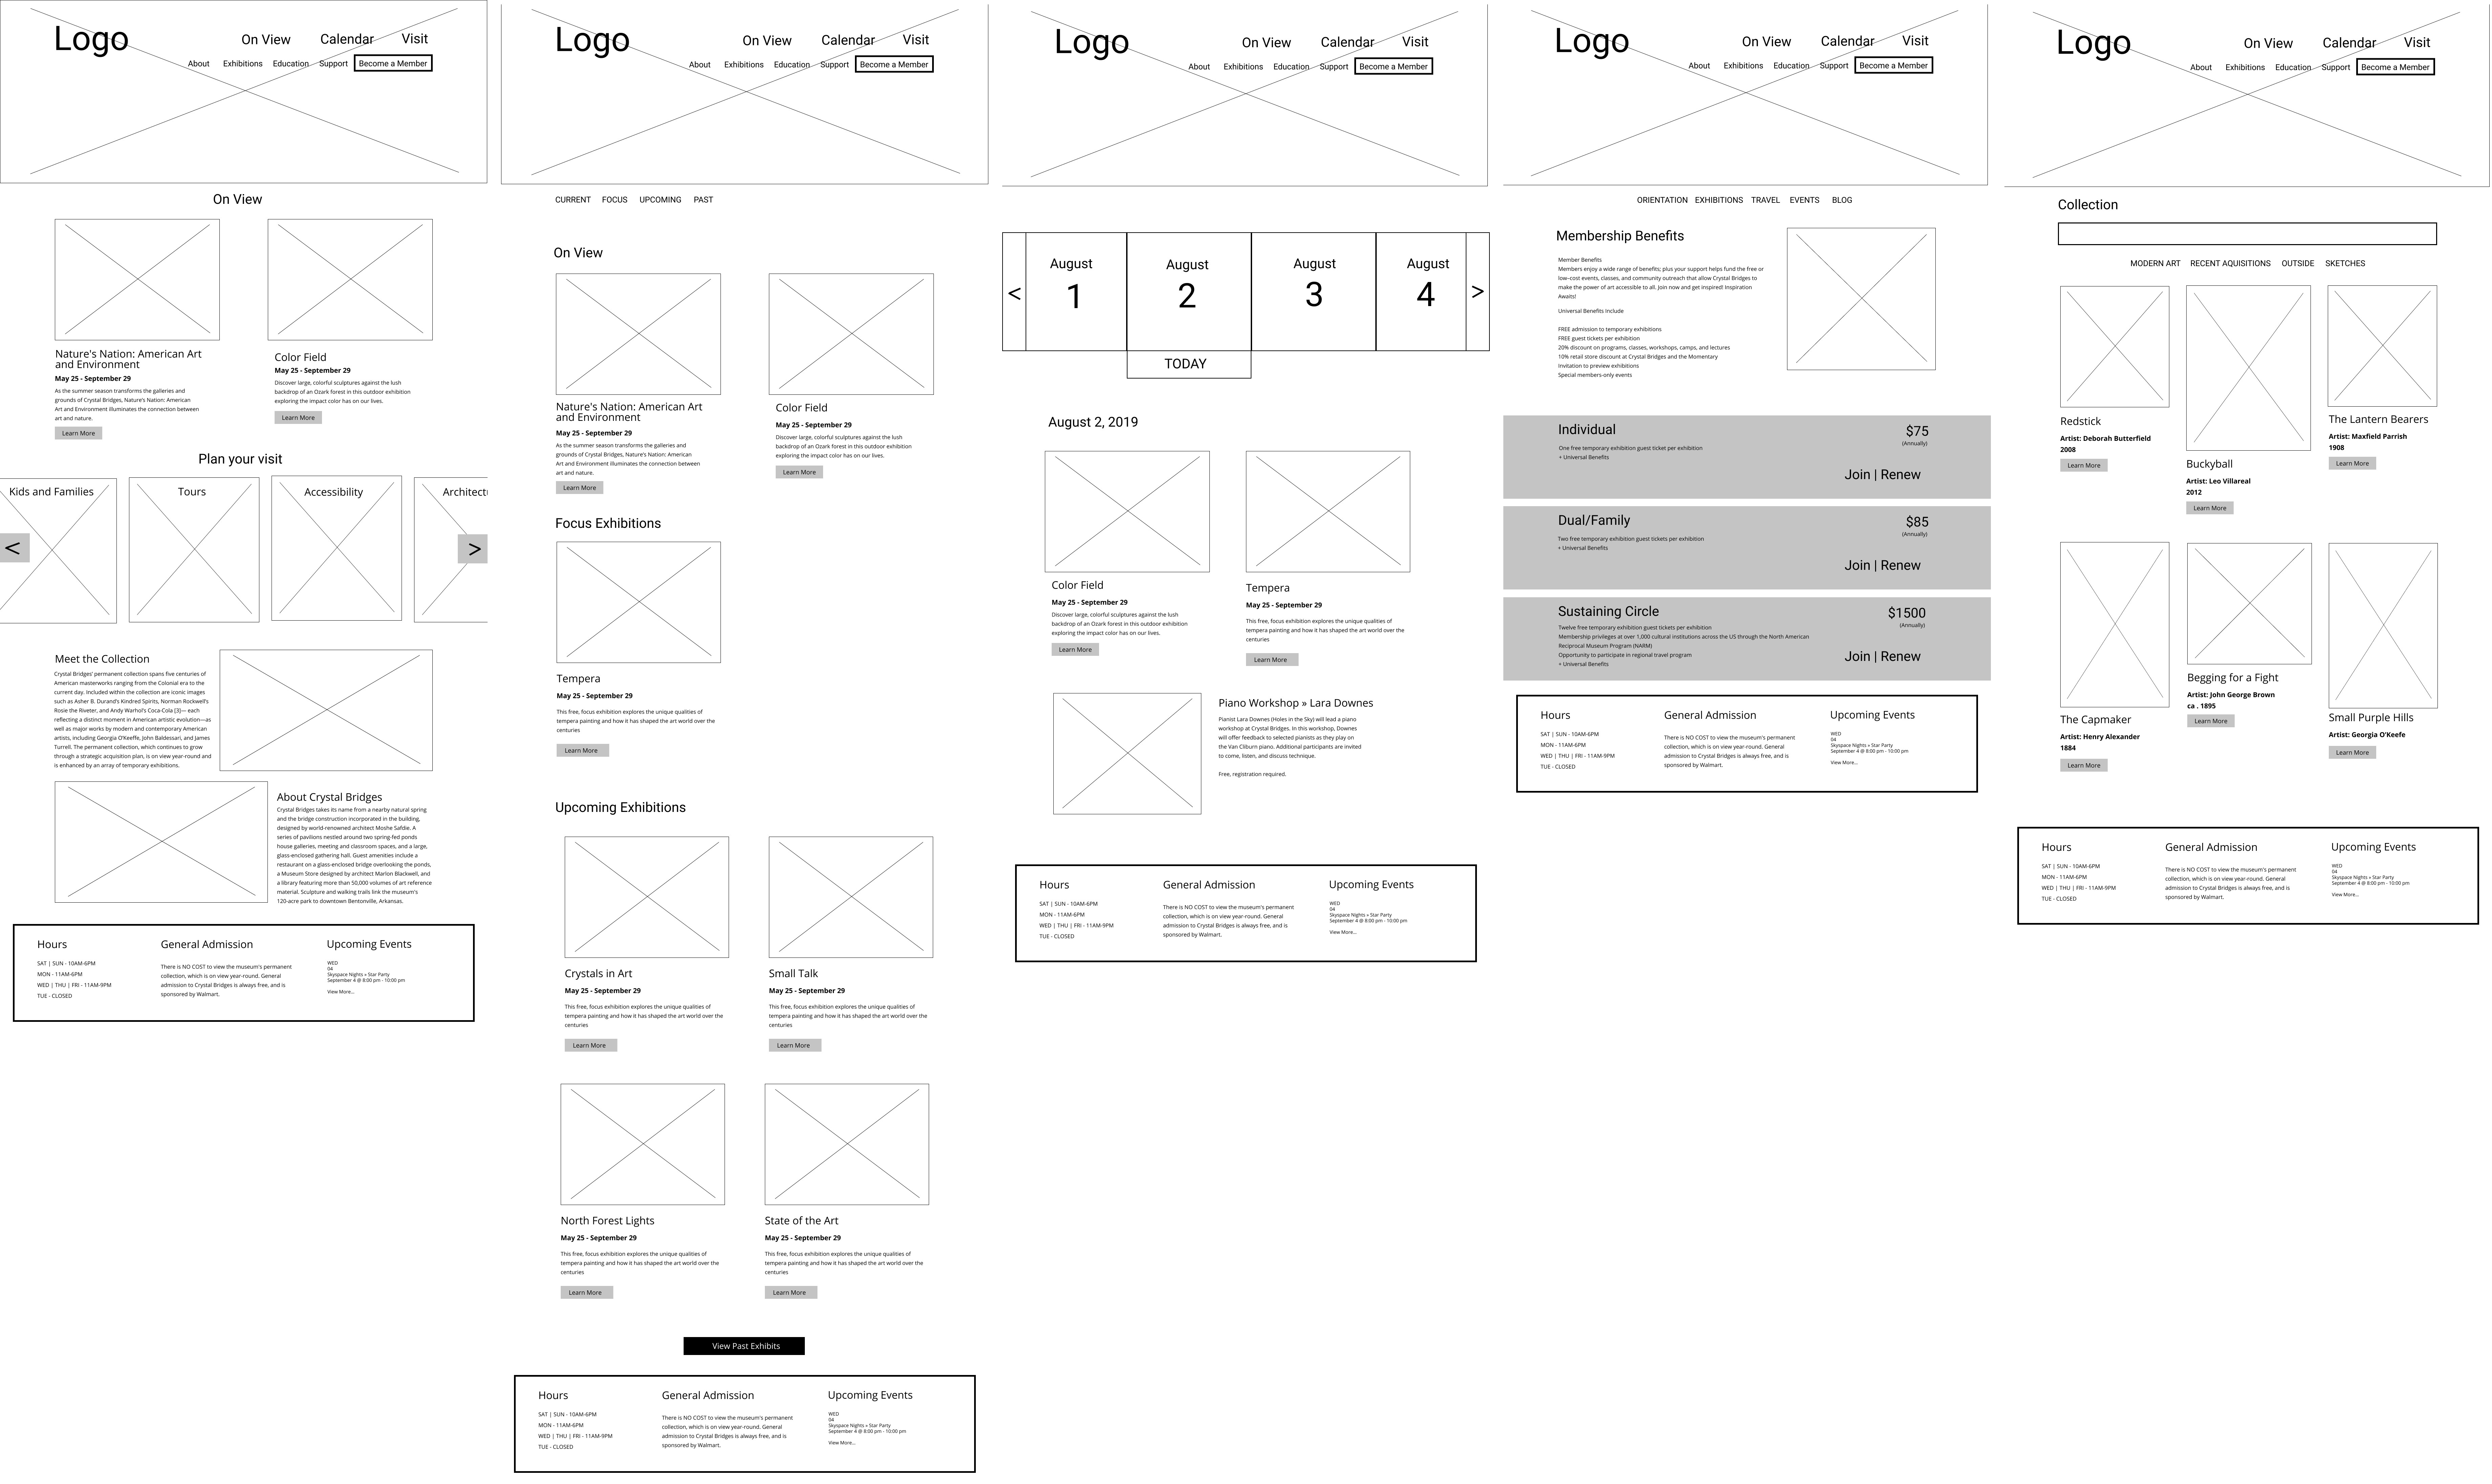 Logo
On View Calendar Visit
About Exhibitions Education Support Become a Member
On View
Nature's Nation: American Art
and Environment
May 25 - September 29
As the summer season transforms the galleries and
grounds of Crystal Bridges, Nature's Nation: American
Art and Environment illuminates the connection between
art and nature.
Learn More
Color Field
May 25 - September 29
Discover large, colorful sculptures against the lush
backdrop of an Ozark forest in this outdoor exhibition
exploring the impact color has on our lives.
Learn More
Plan your visit
Kids and Families
Tours
Accessibility
Architectu
<
>
Meet the Collection
Crystal Bridges' permanent collection spans five centuries of
American masterworks ranging from the Colonial era to the
current day. Included within the collection are iconic images
such as Asher B. Durand's Kindred Spirits, Norman Rockwell's
Rosie the Riveter, and Andy Warhol's Coca-Cola [3]— each
reflecting a distinct moment in American artistic evolution—as
well as major works by modern and contemporary American
artists, including Georgia O'Keeffe, John Baldessari, and James
Turrell. The permanent collection, which continues to grow
through a strategic acquisition plan, is on view year-round and
is enhanced by an array of temporary exhibitions.
About Crystal Bridges
Crystal Bridges takes its name from a nearby natural spring
and the bridge construction incorporated in the building,
designed by world-renowned architect Moshe Safdie. A
series of pavilions nestled around two spring-fed ponds
house galleries, meeting and classroom spaces, and a large,
glass-enclosed gathering hall. Guest amenities include a
restaurant on a glass-enclosed bridge overlooking the ponds,
a Museum Store designed by architect Marlon Blackwell, and
a library featuring more than 50,000 volumes of art reference
material. Sculpture and walking trails link the museum's
120-acre park to downtown Bentonville, Arkansas.
Hours
SAT | SUN - 10AM-6PM
MON - 11AM-6PM
WED | THU | FRI - 11AM-9PM
TUE - CLOSED
General Admission
There is NO COST to view the museum's permanent
collection, which is on view year-round. General
admission to Crystal Bridges is always free, and is
sponsored by Walmart.
Upcoming Events
WED
04
Skyspace Nights » Star Party
September 4 @ 8:00 pm - 10:00 pm
View More...
Logo
On View Calendar Visit
About Exhibitions Education Support Become a Member
CURRENT FOCUS UPCOMING PAST
On View
Nature's Nation: American Art
and Environment
May 25 - September 29
As the summer season transforms the galleries and
grounds of Crystal Bridges, Nature's Nation: American
Art and Environment illuminates the connection between
art and nature.
Learn More
Color Field
May 25 - September 29
Discover large, colorful sculptures against the lush
backdrop of an Ozark forest in this outdoor exhibition
exploring the impact color has on our lives.
Learn More
Focus Exhibitions
Tempera
May 25 - September 29
This free, focus exhibition explores the unique qualities of
tempera painting and how it has shaped the art world over the
centuries
Learn More
Upcoming Exhibitions
Crystals in Art
May 25 - September 29
This free, focus exhibition explores the unique qualities of
tempera painting and how it has shaped the art world over the
centuries
Learn More
Small Talk
May 25 - September 29
This free, focus exhibition explores the unique qualities of
tempera painting and how it has shaped the art world over the
centuries
Learn More
North Forest Lights
May 25 - September 29
This free, focus exhibition explores the unique qualities of
tempera painting and how it has shaped the art world over the
centuries
Learn More
State of the Art
May 25 - September 29
This free, focus exhibition explores the unique qualities of
tempera painting and how it has shaped the art world over the
centuries
Learn More
View Past Exhibits
Hours
SAT | SUN - 10AM-6PM
MON - 11AM-6PM
WED | THU | FRI - 11AM-9PM
TUE - CLOSED
General Admission
There is NO COST to view the museum's permanent
collection, which is on view year-round. General
admission to Crystal Bridges is always free, and is
sponsored by Walmart.
Upcoming Events
WED
04
Skyspace Nights » Star Party
September 4 @ 8:00 pm - 10:00 pm
View More...
Logo
On View Calendar Visit
About Exhibitions Education Support Become a Member
<
August
1
August
2
August
3
August
4
>
TODAY
August 2, 2019
Color Field
May 25 - September 29
Discover large, colorful sculptures against the lush
backdrop of an Ozark forest in this outdoor exhibition
exploring the impact color has on our lives.
Learn More
Tempera
May 25 - September 29
This free, focus exhibition explores the unique qualities of
tempera painting and how it has shaped the art world over the
centuries
Learn More
Piano Workshop » Lara Downes
Pianist Lara Downes (Holes in the Sky) will lead a piano
workshop at Crystal Bridges. In this workshop, Downes
will offer feedback to selected pianists as they play on
the Van Cliburn piano. Additional participants are invited
to come, listen, and discuss technique.
Free, registration required.
Hours
SAT | SUN - 10AM-6PM
MON - 11AM-6PM
WED | THU | FRI - 11AM-9PM
TUE - CLOSED
General Admission
There is NO COST to view the museum's permanent
collection, which is on view year-round. General
admission to Crystal Bridges is always free, and is
sponsored by Walmart.
Upcoming Events
WED
04
Skyspace Nights » Star Party
September 4 @ 8:00 pm - 10:00 pm
View More...
Logo
On View Calendar Visit
About Exhibitions Education Support Become a Member
ORIENTATION EXHIBITIONS TRAVEL EVENTS BLOG
Membership Benefits
Member Benefits
Members enjoy a wide range of benefits; plus your support helps fund the free or
low-cost events, classes, and community outreach that allow Crystal Bridges to
make the power of art accessible to all. Join now and get inspired! Inspiration
Awaits!
Universal Benefits Include
FREE admission to temporary exhibitions
FREE guest tickets per exhibition
20% discount on programs, classes, workshops, camps, and lectures
10% retail store discount at Crystal Bridges and the Momentary
Invitation to preview exhibitions
Special members-only events
Individual
One free temporary exhibition guest ticket per exhibition
+ Universal Benefits
$75
(Annually)
Join | Renew
Dual/Family
Two free temporary exhibition guest tickets per exhibition
+ Universal Benefits
$85
(Annually)
Join | Renew
Sustaining Circle
Twelve free temporary exhibition guest tickets per exhibition
Membership privileges at over 1,000 cultural institutions across the US through the North American
Reciprocal Museum Program (NARM)
Opportunity to participate in regional travel program
+ Universal Benefits
$1500
(Annually)
Join | Renew
Hours
SAT | SUN - 10AM-6PM
MON - 11AM-6PM
WED | THU | FRI - 11AM-9PM
TUE - CLOSED
General Admission
There is NO COST to view the museum's permanent
collection, which is on view year-round. General
admission to Crystal Bridges is always free, and is
sponsored by Walmart.
Upcoming Events
WED
04
Skyspace Nights » Star Party
September 4 @ 8:00 pm - 10:00 pm
View More...
Logo
On View Calendar Visit
About Exhibitions Education Support Become a Member
Collection
MODERN ART RECENT AQUISITIONS OUTSIDE SKETCHES
Redstick
Artist: Deborah Butterfield
2008
Learn More
Buckyball
Artist: Leo Villareal
2012
Learn More
The Lantern Bearers
Artist: Maxfield Parrish
1908
Learn More
The Capmaker
Artist: Henry Alexander
1884
Learn More
Begging for a Fight
Artist: John George Brown
ca . 1895
Learn More
Small Purple Hills
Artist: Georgia O'Keefe
Learn More
Hours
SAT | SUN - 10AM-6PM
MON - 11AM-6PM
WED | THU | FRI - 11AM-9PM
TUE - CLOSED
General Admission
There is NO COST to view the museum's permanent
collection, which is on view year-round. General
admission to Crystal Bridges is always free, and is
sponsored by Walmart.
Upcoming Events
WED
04
Skyspace Nights » Star Party
September 4 @ 8:00 pm - 10:00 pm
View More...